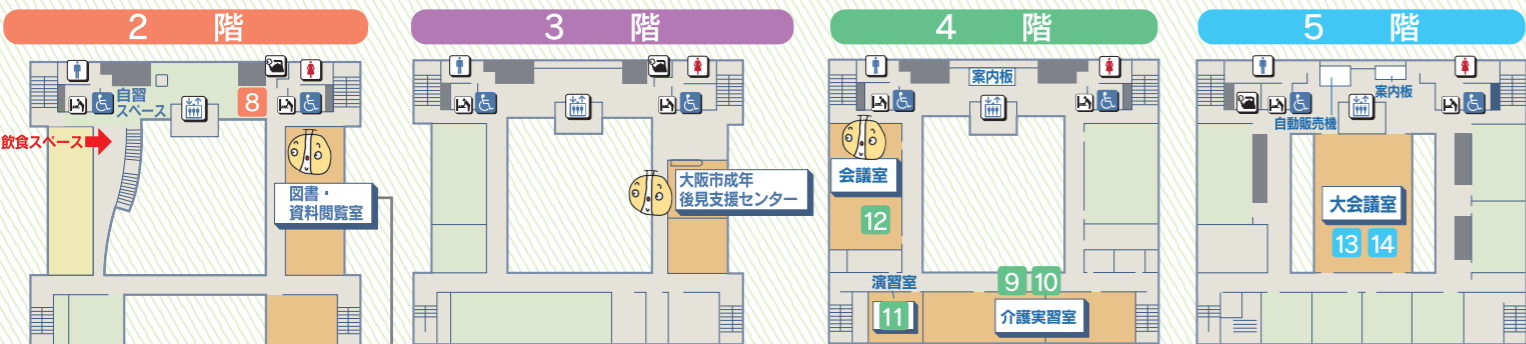 2 階
自習
スペース
8
飲食スペース
図書・
資料閲覧室
3 階
大阪市成年
後見支援センター
4 階
案内板
会議室
12
演習室
9 10
11
介護実習室
5 階
案内板
自動販売機
大会議室
13 14